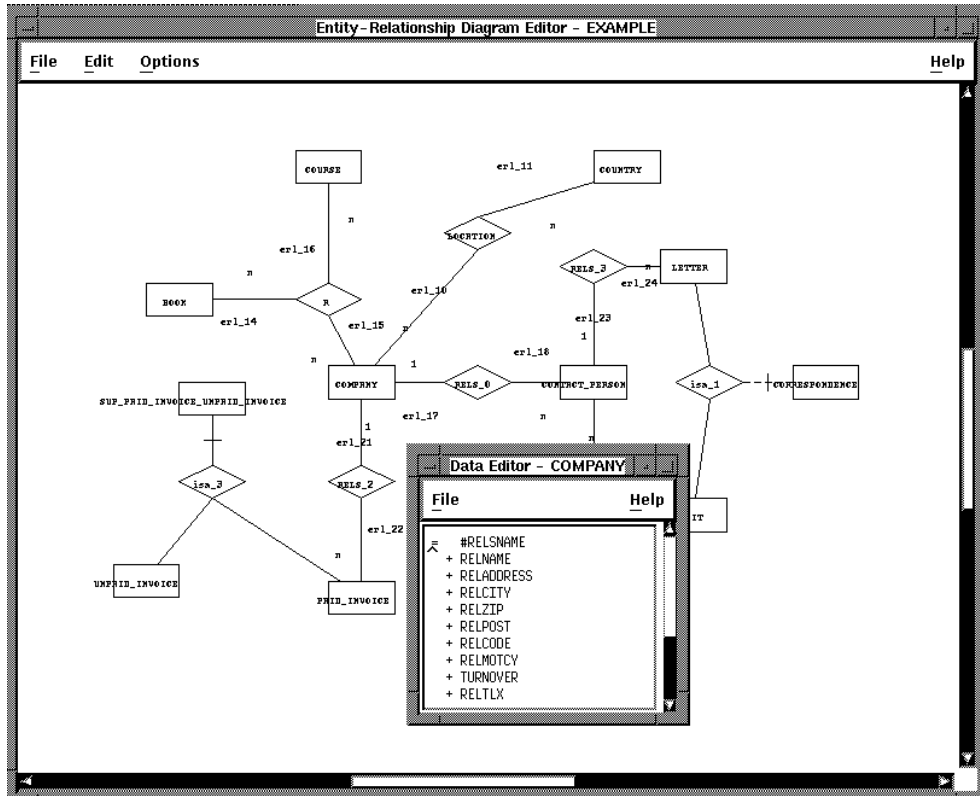 Entity-Relationship Diagram Editor - EXAMPLE
File Edit Options Help
COURSE
erl_11
COUNTRY
n
n
LOCATION
erl_16
n
RELS_3
n
LETTER
erl_10
erl_24
BOOK
R
erl_14
erl_15
n
erl_23
1
n
1
erl_18
COMPANY
RELS_0
CONTACT_PERSON
isa_1
CORRESPONDENCE
SUP_PAID_INVOICE_UNPAID_INVOICE
erl_17
n
1
erl_21
n
isa_3
RELS_2
erl_22
n
IT
UNPAID_INVOICE
PAID_INVOICE
Data Editor - COMPANY
File Help
= #RELSNAME
+ RELNAME
+ RELADDRESS
+ RELCITY
+ RELZIP
+ RELPOST
+ RELCODE
+ RELMOTCY
+ TURNOVER
+ RELTLX